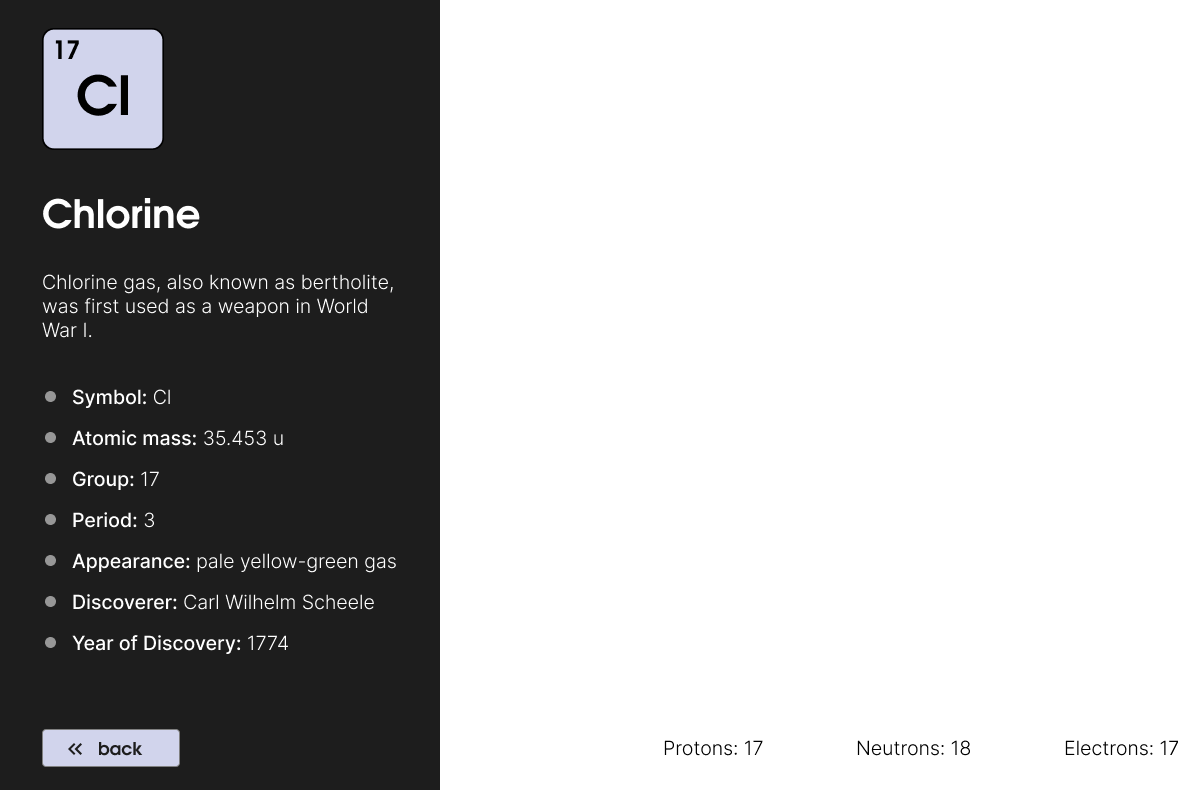 17
Cl
Chlorine
Chlorine gas, also known as bertholite,
was first used as a weapon in World
War I.
Symbol: Cl
Atomic mass: 35.453 u
Group: 17
Period: 3
Appearance: pale yellow-green gas
Discoverer: Carl Wilhelm Scheele
Year of Discovery: 1774
« back
Protons: 17 Neutrons: 18 Electrons: 17